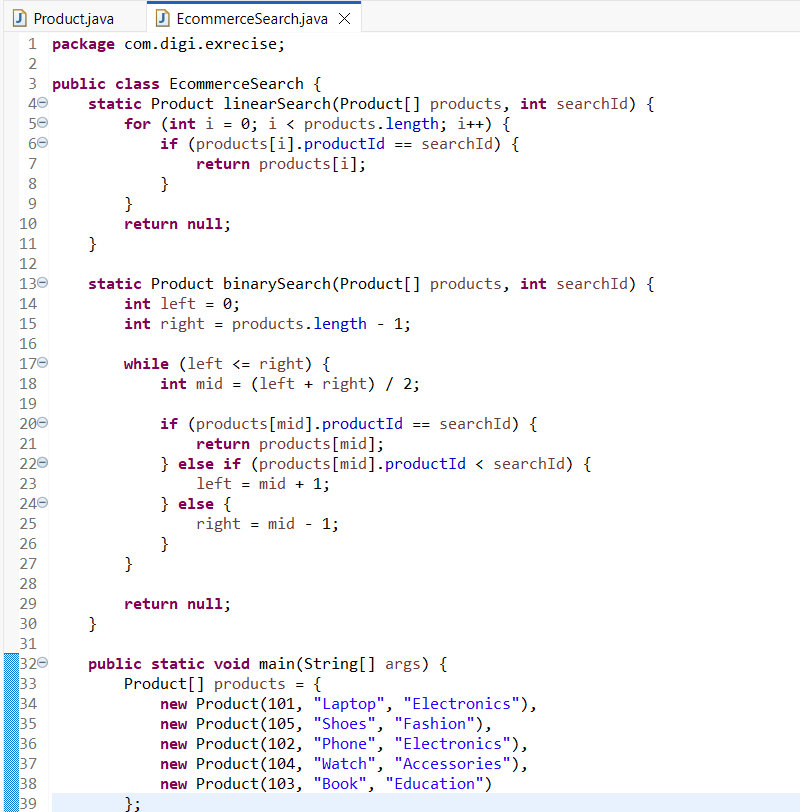 Product.java
EcommerceSearch.java
1 package com.digi.exrecise;
2
3 public class EcommerceSearch {
4     static Product linearSearch(Product[] products, int searchId) {
5         for (int i = 0; i < products.length; i++) {
6             if (products[i].productId == searchId) {
7                 return products[i];
8             }
9         }
10         return null;
11     }
12
13     static Product binarySearch(Product[] products, int searchId) {
14         int left = 0;
15         int right = products.length - 1;
16
17         while (left <= right) {
18             int mid = (left + right) / 2;
19
20             if (products[mid].productId == searchId) {
21                 return products[mid];
22             } else if (products[mid].productId < searchId) {
23                 left = mid + 1;
24             } else {
25                 right = mid - 1;
26             }
27         }
28
29         return null;
30     }
31
32     public static void main(String[] args) {
33         Product[] products = {
34             new Product(101, "Laptop", "Electronics"),
35             new Product(105, "Shoes", "Fashion"),
36             new Product(102, "Phone", "Electronics"),
37             new Product(104, "Watch", "Accessories"),
38             new Product(103, "Book", "Education")
39         };